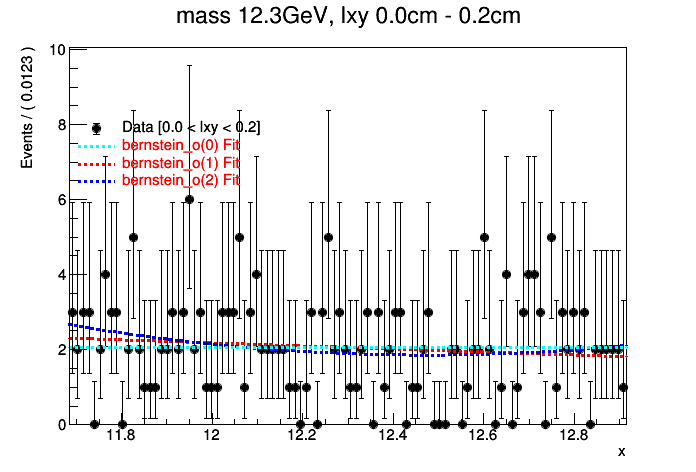 mass 12.3GeV, lxy 0.0cm - 0.2cm
Events / ( 0.0123 )
10
8
6
4
2
0
Data [0.0 < lxy < 0.2]
bernstein_o(0) Fit
bernstein_o(1) Fit
bernstein_o(2) Fit
11.8 12 12.2 12.4 12.6 12.8
x